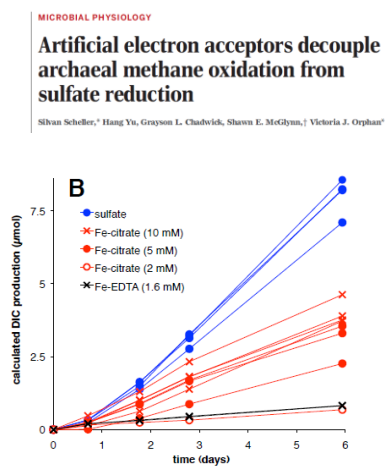 MICROBIAL PHYSIOLOGY
Artificial electron acceptors decouple
archaeal methane oxidation from
sulfate reduction
Silvan Scheller,* Hang Yu, Grayson L. Chadwick, Shawn E. McGlynn,† Victoria J. Orphan*
B
sulfate
Fe-citrate (10 mM)
Fe-citrate (5 mM)
Fe-citrate (2 mM)
Fe-EDTA (1.6 mM)
calculated DIC production (µmol)
7.5
5
2.5
0
0 1 2 3 4 5 6
time (days)